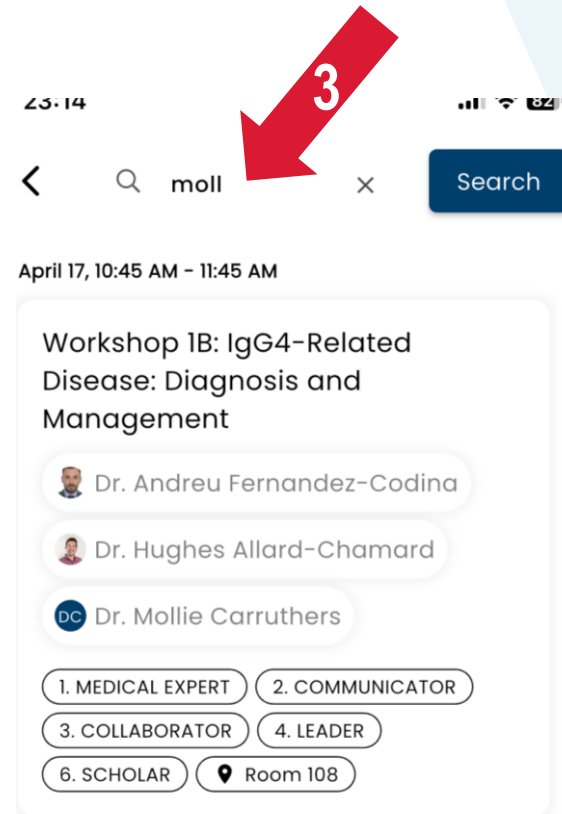 3
23:14 82
moll Search
April 17, 10:45 AM - 11:45 AM
Workshop 1B: IgG4-Related
Disease: Diagnosis and
Management
Dr. Andreu Fernandez-Codina
Dr. Hughes Allard-Chamard
DC Dr. Mollie Carruthers
1. MEDICAL EXPERT 2. COMMUNICATOR
3. COLLABORATOR 4. LEADER
6. SCHOLAR Room 108